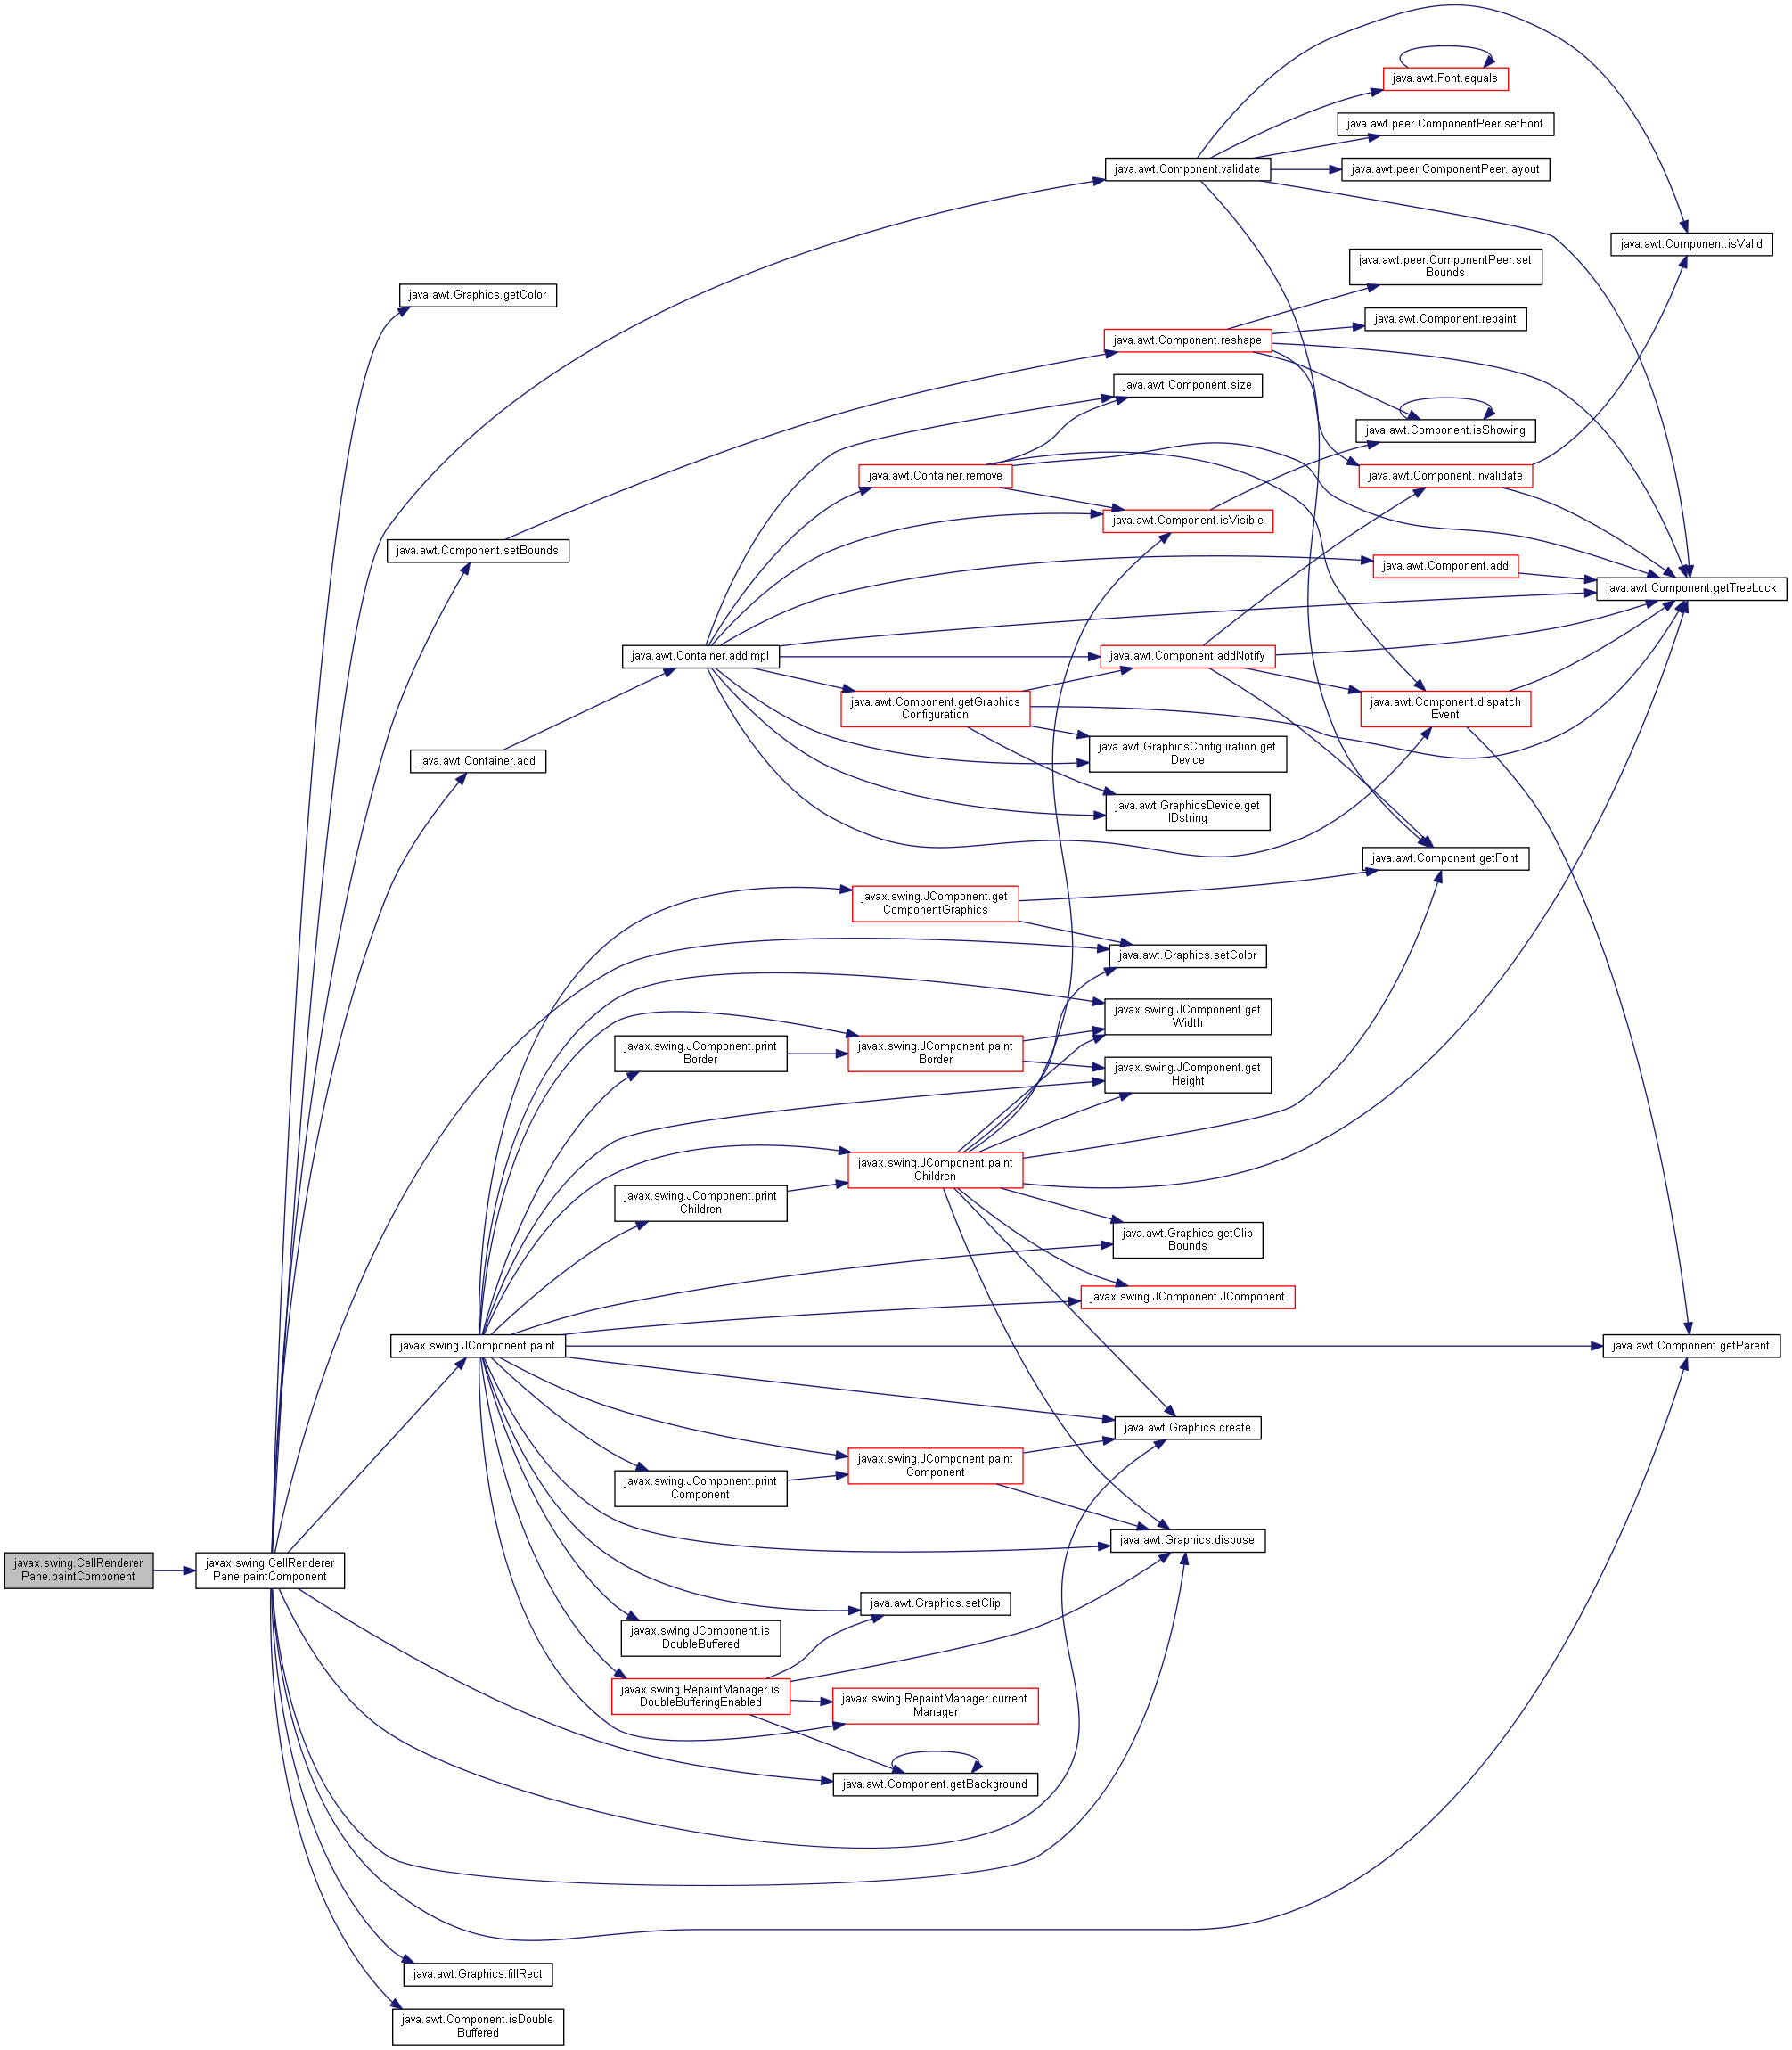 java.awt.Font.equals
java.awt.peer.ComponentPeer.setFont
java.awt.Component.validate
java.awt.peer.ComponentPeer.layout
java.awt.Component.isValid
java.awt.peer.ComponentPeer.set
Bounds
java.awt.Graphics.getColor
java.awt.Component.repaint
java.awt.Component.reshape
java.awt.Component.size
java.awt.Component.isShowing
java.awt.Container.remove
java.awt.Component.invalidate
java.awt.Component.isVisible
java.awt.Component.setBounds
java.awt.Component.add
java.awt.Component.getTreeLock
java.awt.Container.addImpl
java.awt.Component.addNotify
java.awt.Component.getGraphics
Configuration
java.awt.Component.dispatch
Event
java.awt.GraphicsConfiguration.get
Device
java.awt.Container.add
java.awt.GraphicsDevice.get
IDstring
java.awt.Component.getFont
javax.swing.JComponent.get
ComponentGraphics
java.awt.Graphics.setColor
javax.swing.JComponent.get
Width
javax.swing.JComponent.print
Border
javax.swing.JComponent.paint
Border
javax.swing.JComponent.get
Height
javax.swing.JComponent.paint
Children
javax.swing.JComponent.print
Children
java.awt.Graphics.getClip
Bounds
javax.swing.JComponent.JComponent
javax.swing.JComponent.paint
java.awt.Component.getParent
java.awt.Graphics.create
javax.swing.JComponent.paint
Component
javax.swing.JComponent.print
Component
java.awt.Graphics.dispose
javax.swing.CellRenderer
Pane.paintComponent
javax.swing.CellRenderer
Pane.paintComponent
java.awt.Graphics.setClip
javax.swing.JComponent.is
DoubleBuffered
javax.swing.RepaintManager.is
DoubleBufferingEnabled
javax.swing.RepaintManager.current
Manager
java.awt.Component.getBackground
java.awt.Graphics.fillRect
java.awt.Component.isDouble
Buffered